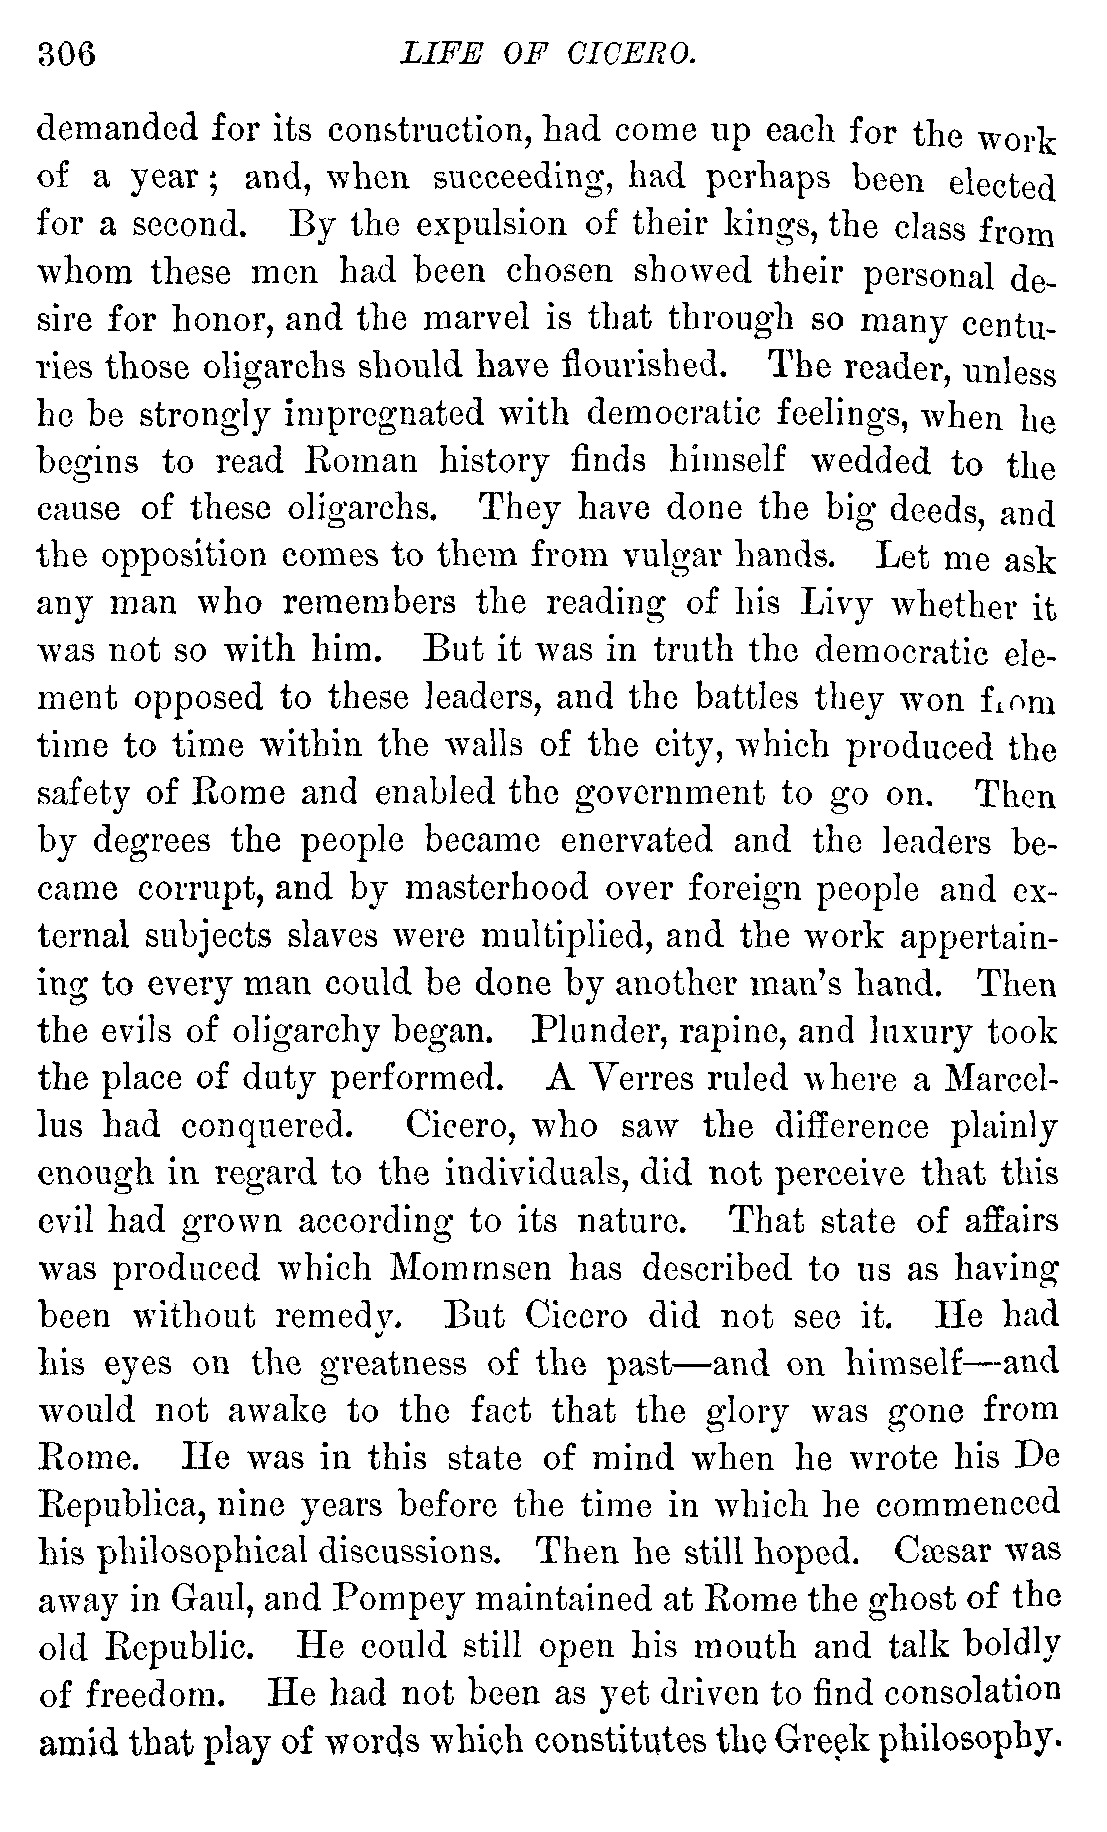 306 LIFE OF CICERO.
demanded for its construction, had come up each for the work
of a year; and, when succeeding, had perhaps been elected
for a second. By the expulsion of their kings, the class from
whom these men had been chosen showed their personal de-
sire for honor, and the marvel is that through so many centu-
ries those oligarchs should have flourished. The reader, unless
he be strongly impregnated with democratic feelings, when he
begins to read Roman history finds himself wedded to the
cause of these oligarchs. They have done the big deeds, and
the opposition comes to them from vulgar hands. Let me ask
any man who remembers the reading of his Livy whether it
was not so with him. But it was in truth the democratic ele-
ment opposed to these leaders, and the battles they won from
time to time within the walls of the city, which produced the
safety of Rome and enabled the government to go on. Then
by degrees the people became enervated and the leaders be-
came corrupt, and by masterhood over foreign people and ex-
ternal subjects slaves were multiplied, and the work appertain-
ing to every man could be done by another man's hand. Then
the evils of oligarchy began. Plunder, rapine, and luxury took
the place of duty performed. A Verres ruled where a Marcel-
lus had conquered. Cicero, who saw the difference plainly
enough in regard to the individuals, did not perceive that this
evil had grown according to its nature. That state of affairs
was produced which Mommsen has described to us as having
been without remedy. But Cicero did not see it. He had
his eyes on the greatness of the past—and on himself—and
would not awake to the fact that the glory was gone from
Rome. He was in this state of mind when he wrote his De
Republica, nine years before the time in which he commenced
his philosophical discussions. Then he still hoped. Cæsar was
away in Gaul, and Pompey maintained at Rome the ghost of the
old Republic. He could still open his mouth and talk boldly
of freedom. He had not been as yet driven to find consolation
amid that play of words which constitutes the Greek philosophy.